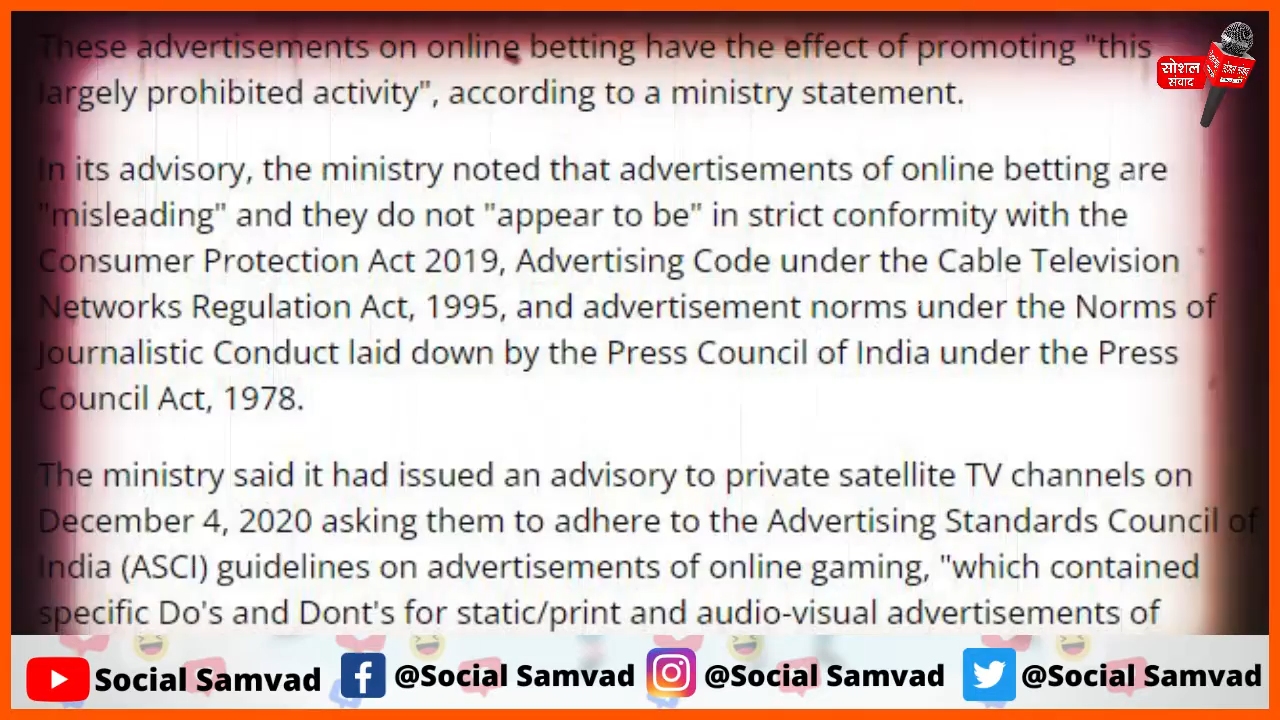 These advertisements on online betting have the effect of promoting "this
largely prohibited activity", according to a ministry statement.
सोशल
संवाद
In its advisory, the ministry noted that advertisements of online betting are
"misleading" and they do not "appear to be" in strict conformity with the
Consumer Protection Act 2019, Advertising Code under the Cable Television
Networks Regulation Act, 1995, and advertisement norms under the Norms of
Journalistic Conduct laid down by the Press Council of India under the Press
Council Act, 1978.
The ministry said it had issued an advisory to private satellite TV channels on
December 4, 2020 asking them to adhere to the Advertising Standards Council of
India (ASCI) guidelines on advertisements of online gaming, "which contained
specific Do's and Dont's for static/print and audio-visual advertisements of
Social Samvad @Social Samvad @Social Samvad @Social Samvad